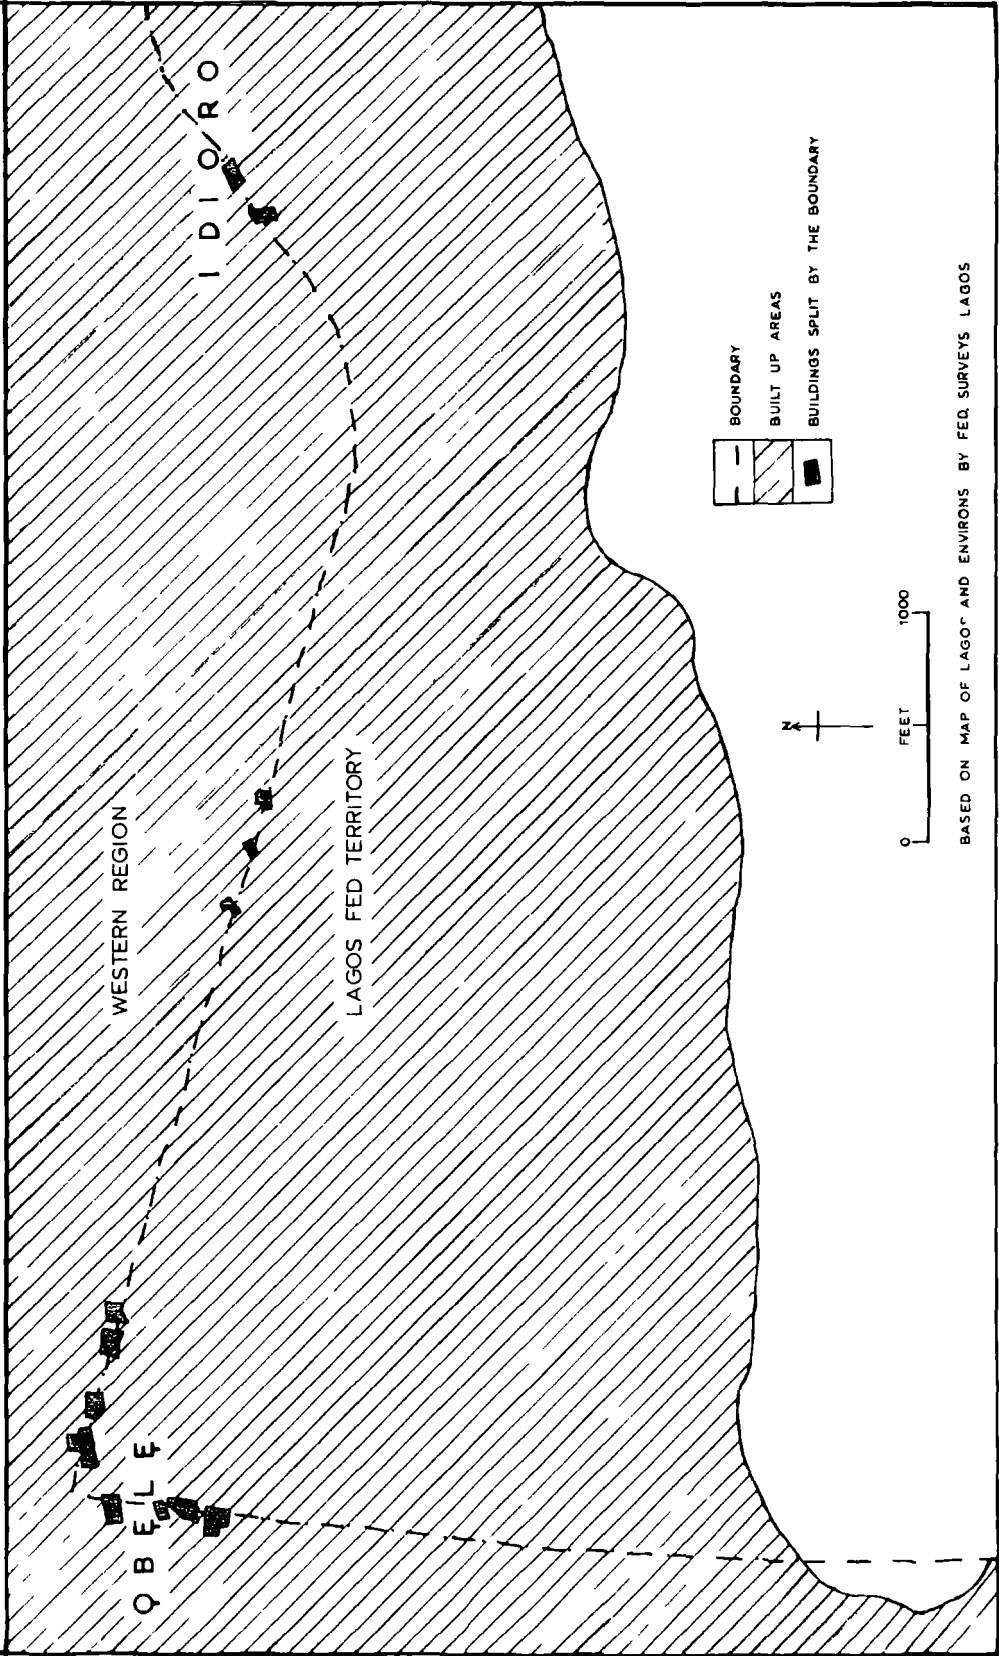 IDIORO
ỌBẸLẸ
WESTERN REGION
LAGOS FED TERRITORY
BOUNDARY
BUILT UP AREAS
BUILDINGS SPLIT BY THE BOUNDARY
N
0 FEET 1000
BASED ON MAP OF LAGOS AND ENVIRONS BY FED. SURVEYS LAGOS